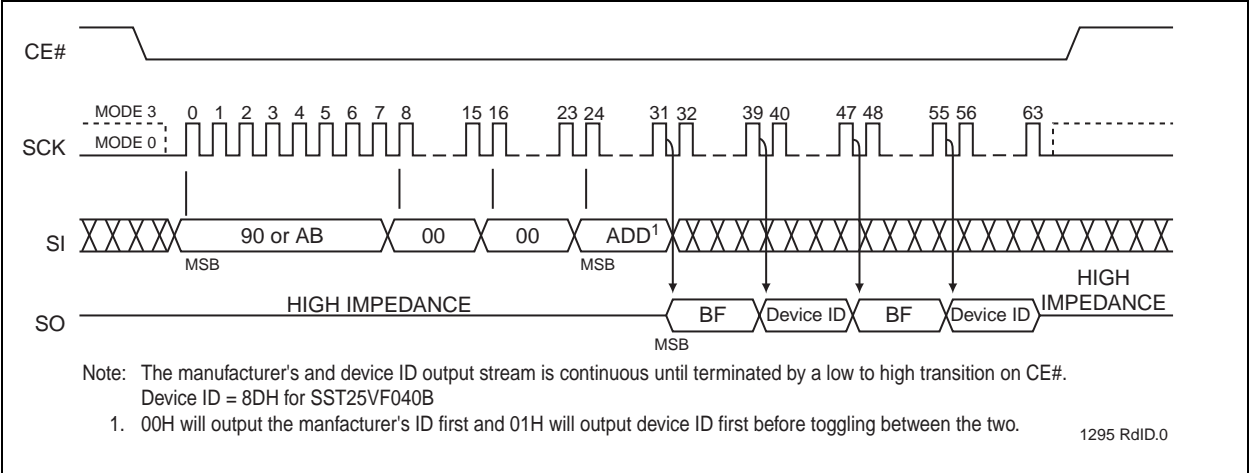 CE#
MODE 3
0 1 2 3 4 5 6 7 8 15 16 23 24 31 32 39 40 47 48 55 56 63
SCK
MODE 0
SI
90 or AB 00 00 ADD1
MSB MSB
HIGH
HIGH IMPEDANCE IMPEDANCE
SO
BF Device ID BF Device ID
MSB
Note: The manufacturer's and device ID output stream is continuous until terminated by a low to high transition on CE#.
Device ID = 8DH for SST25VF040B
1. 00H will output the manfacturer's ID first and 01H will output device ID first before toggling between the two.
1295 RdID.0